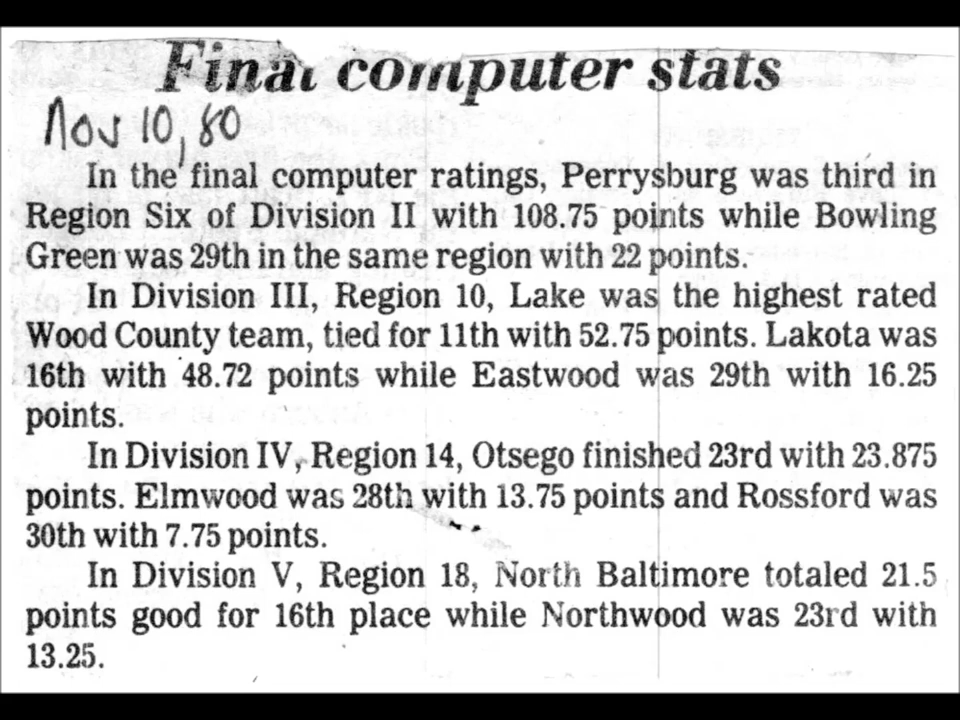 Final computer stats
Nov 10, 80
In the final computer ratings, Perrysburg was third in
Region Six of Division II with 108.75 points while Bowling
Green was 29th in the same region with 22 points.
In Division III, Region 10, Lake was the highest rated
Wood County team, tied for 11th with 52.75 points. Lakota was
16th with 48.72 points while Eastwood was 29th with 16.25
points.
In Division IV, Region 14, Otsego finished 23rd with 23.875
points. Elmwood was 28th with 13.75 points and Rossford was
30th with 7.75 points.
In Division V, Region 18, North Baltimore totaled 21.5
points good for 16th place while Northwood was 23rd with
13.25.